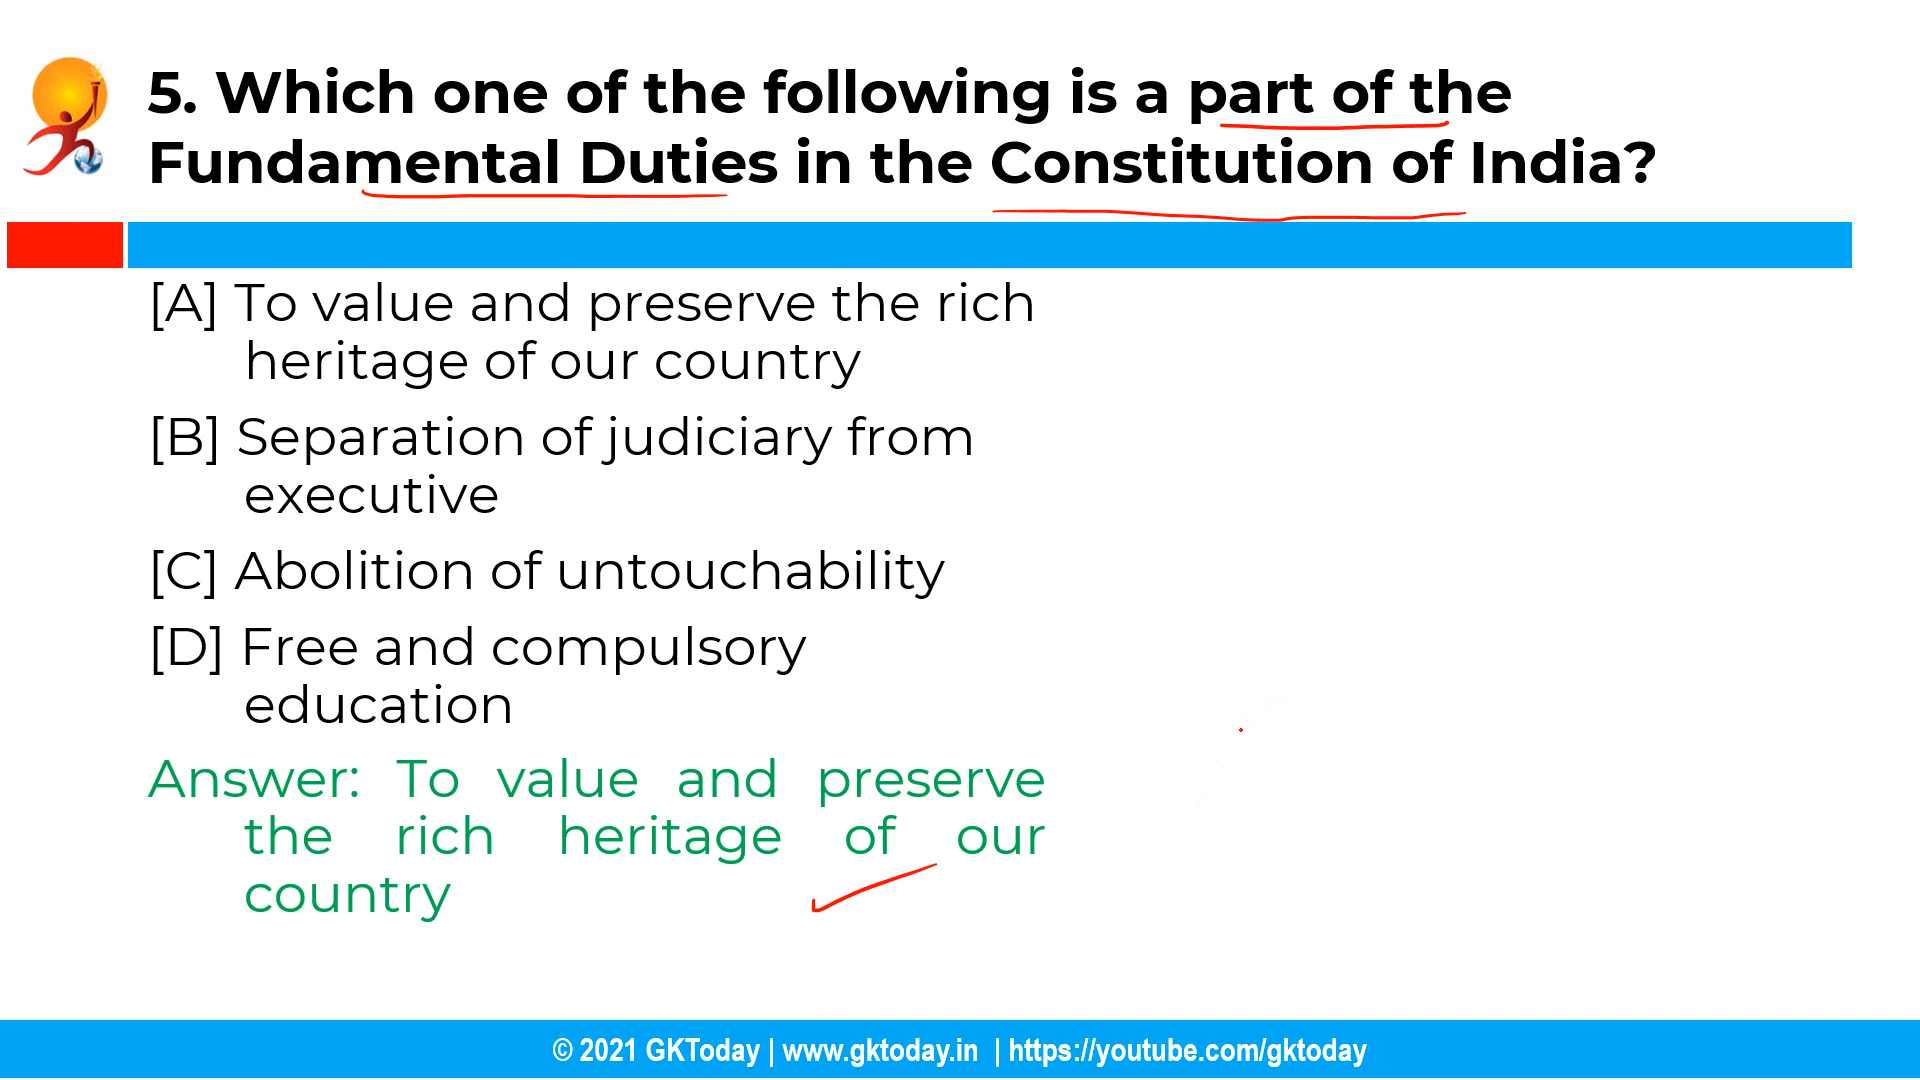 5. Which one of the following is a part of the
Fundamental Duties in the Constitution of India?
[A] To value and preserve the rich
heritage of our country
[B] Separation of judiciary from
executive
[C] Abolition of untouchability
[D] Free and compulsory
education
Answer: To value and preserve
the rich heritage of our
country
© 2021 GKToday | www.gktoday.in | https://youtube.com/gktoday